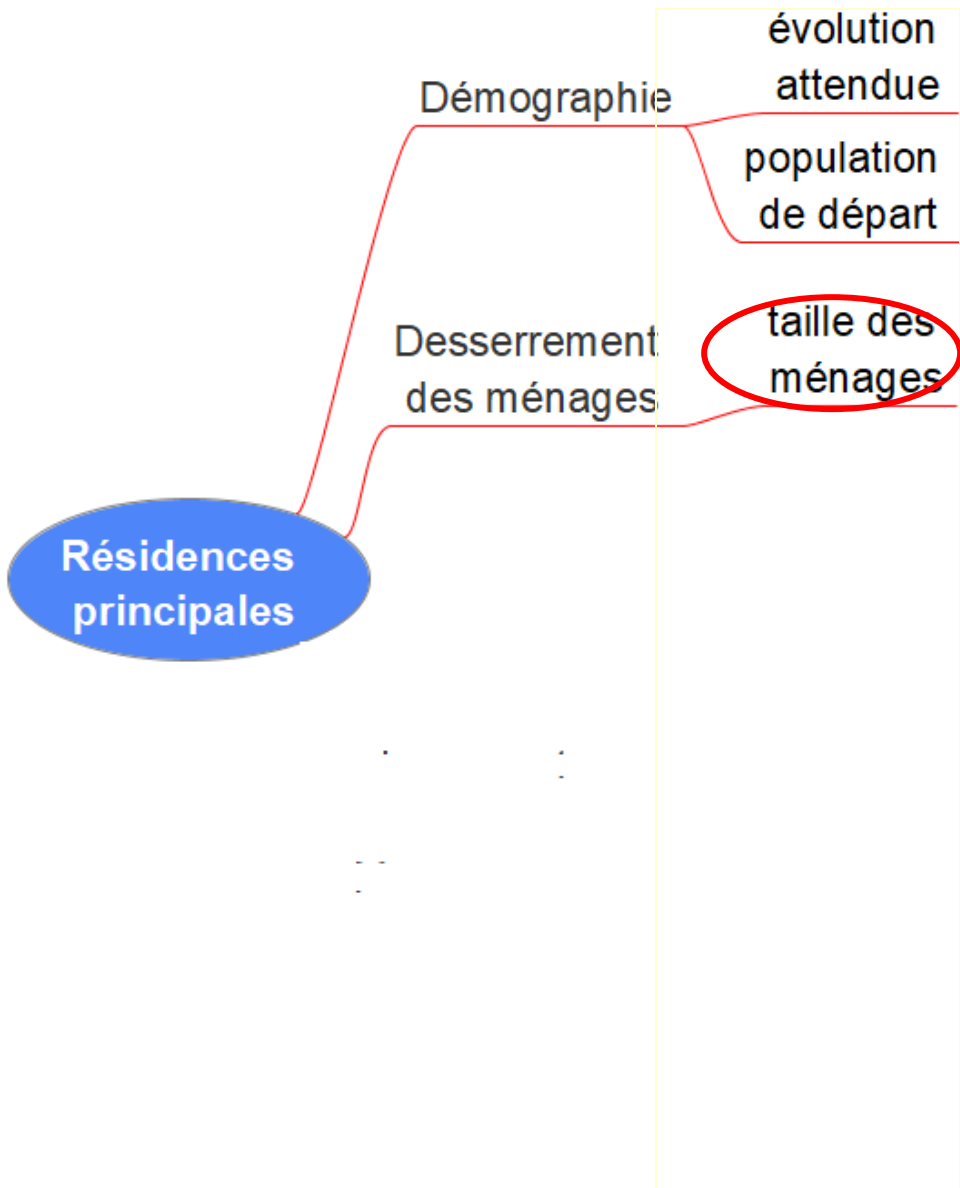 évolution
attendue
Démographie
population
de départ
taille des
ménages
Desserrement
des ménages
Résidences
principales